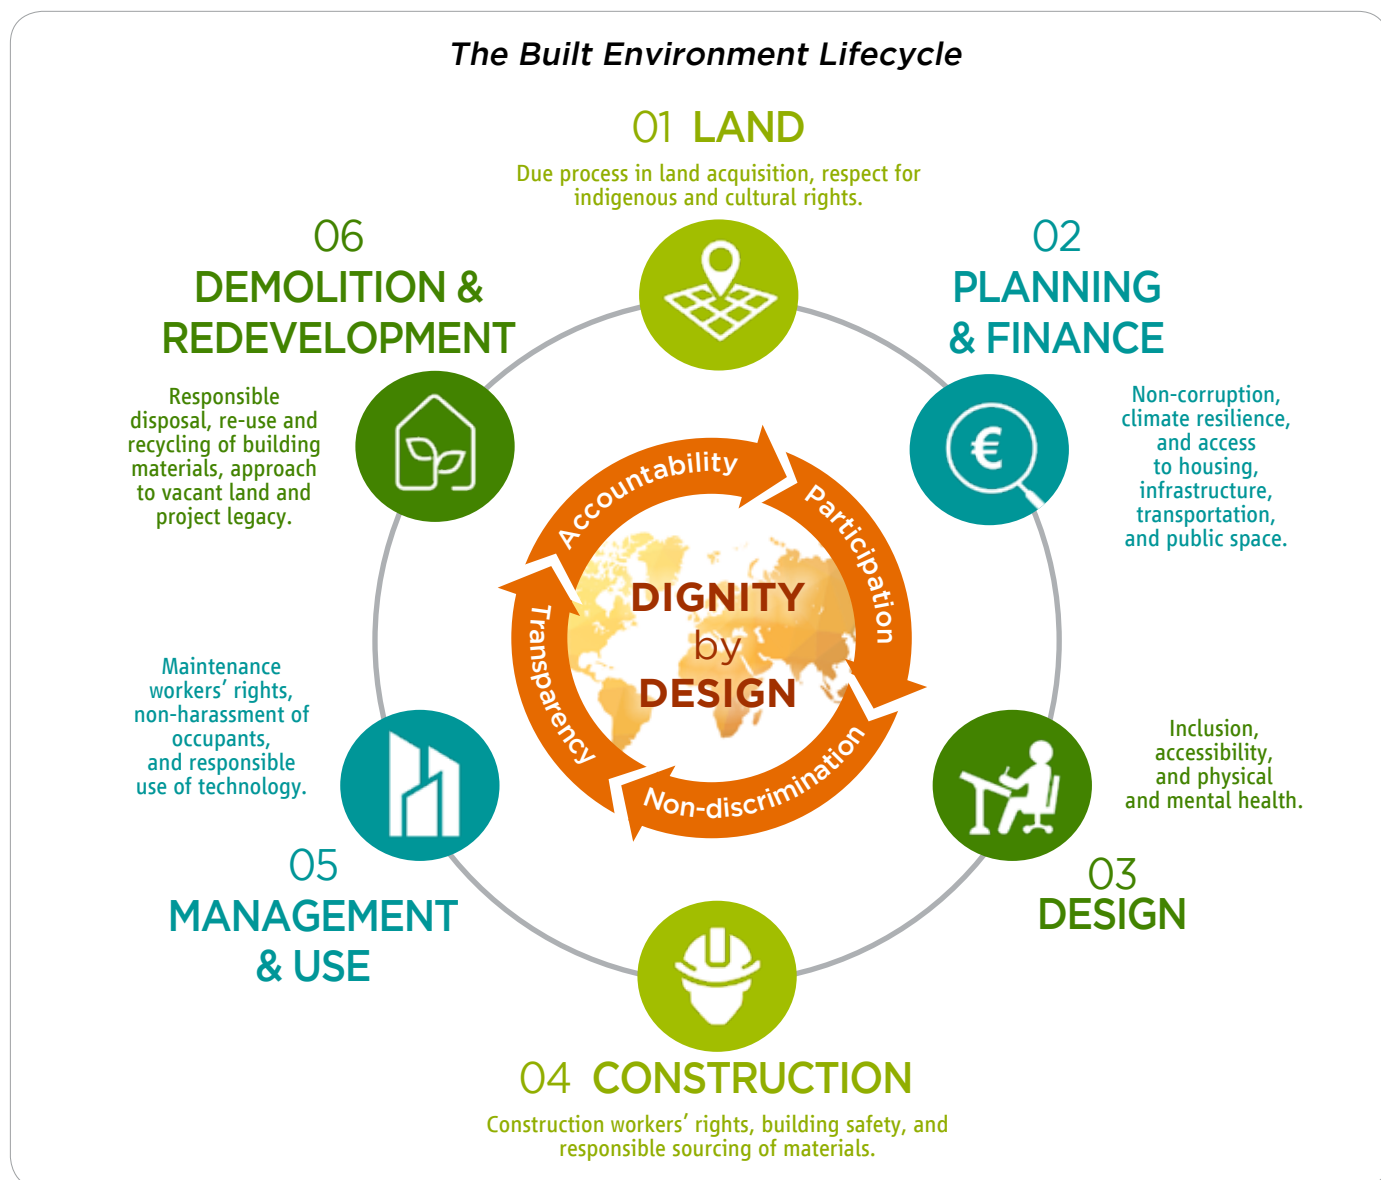 The Built Environment Lifecycle
01 LAND
Due process in land acquisition, respect for
indigenous and cultural rights.
02
PLANNING
& FINANCE
Non-corruption,
climate resilience,
and access
to housing,
infrastructure,
transportation,
and public space.
Inclusion,
accessibility,
and physical
and mental health.
03
DESIGN
04 CONSTRUCTION
Construction workers’ rights, building safety, and
responsible sourcing of materials.
Maintenance
workers’ rights,
non-harassment of
occupants,
and responsible
use of technology.
05
MANAGEMENT
& USE
06
DEMOLITION &
REDEVELOPMENT
Responsible
disposal, re-use and
recycling of building
materials, approach
to vacant land and
project legacy.
€
Accountability
Participation
Non-discrimination
Transparency
DIGNITY
by
DESIGN